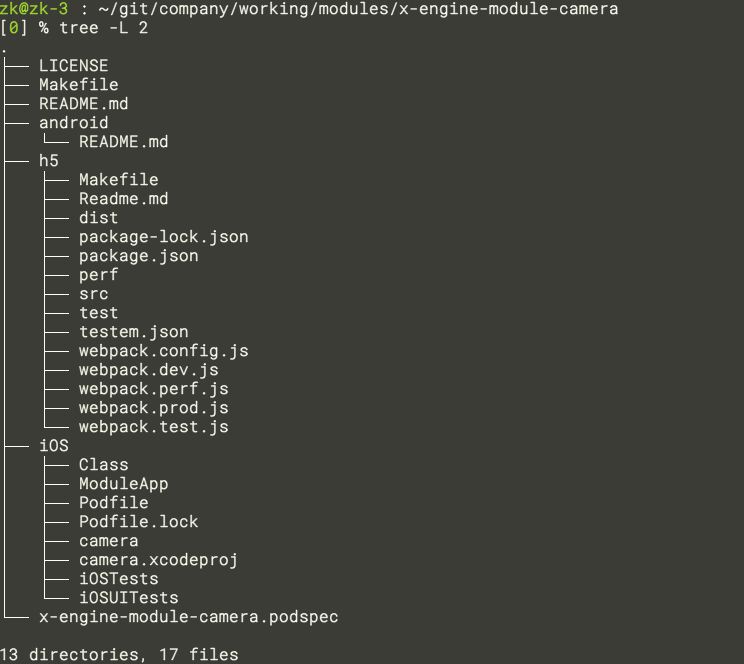 zk@zk-3 : ~/git/company/working/modules/x-engine-module-camera
[0] % tree -L 2
.
├── LICENSE
├── Makefile
├── README.md
├── android
│   └── README.md
├── h5
│   ├── Makefile
│   ├── Readme.md
│   ├── dist
│   ├── package-lock.json
│   ├── package.json
│   ├── perf
│   ├── src
│   ├── test
│   ├── testem.json
│   ├── webpack.config.js
│   ├── webpack.dev.js
│   ├── webpack.perf.js
│   ├── webpack.prod.js
│   └── webpack.test.js
├── iOS
│   ├── Class
│   ├── ModuleApp
│   ├── Podfile
│   ├── Podfile.lock
│   ├── camera
│   ├── camera.xcodeproj
│   ├── iOSTests
│   └── iOSUITests
└── x-engine-module-camera.podspec
13 directories, 17 files